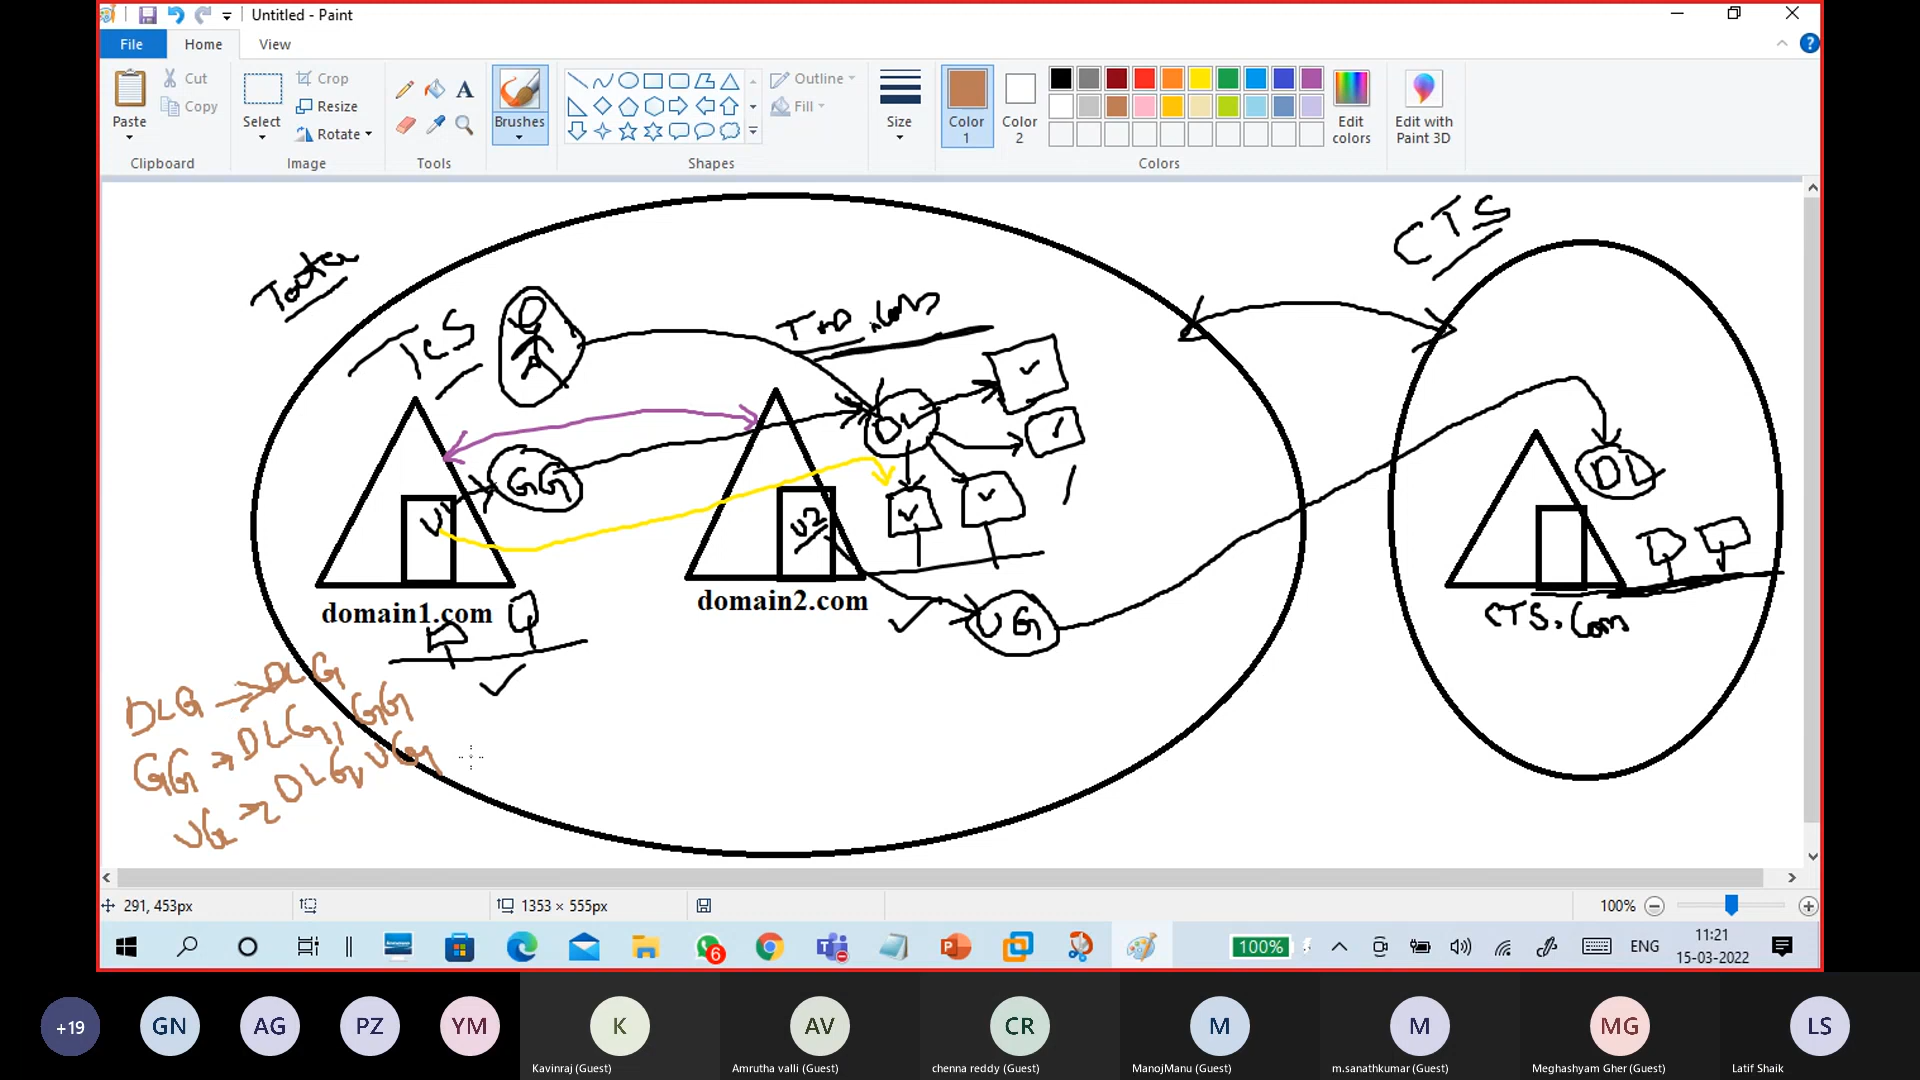 Untitled - Paint
File
Home
View
Cut
Copy
Paste
Clipboard
Select
Crop
Resize
Rotate
Image
Tools
Brushes
Shapes
Outline
Fill
Size
Color 1
Color 2
Edit colors
Colors
Edit with Paint 3D
CTS
TCS
GG
DL
U2
UG
DL
domain1.com
domain2.com
CTS.Com
DLG → DLG
GG → DLG, GG
UG → DLG, UG
291, 453px
1353 × 555px
100%
6
100%
ENG
11:21
15-03-2022
+19
GN
AG
PZ
YM
K
Kavinraj (Guest)
AV
Amrutha valli (Guest)
CR
chenna reddy (Guest)
M
ManojManu (Guest)
M
m.sanathkumar (Guest)
MG
Meghashyam Gher (Guest)
LS
Latif Shaik